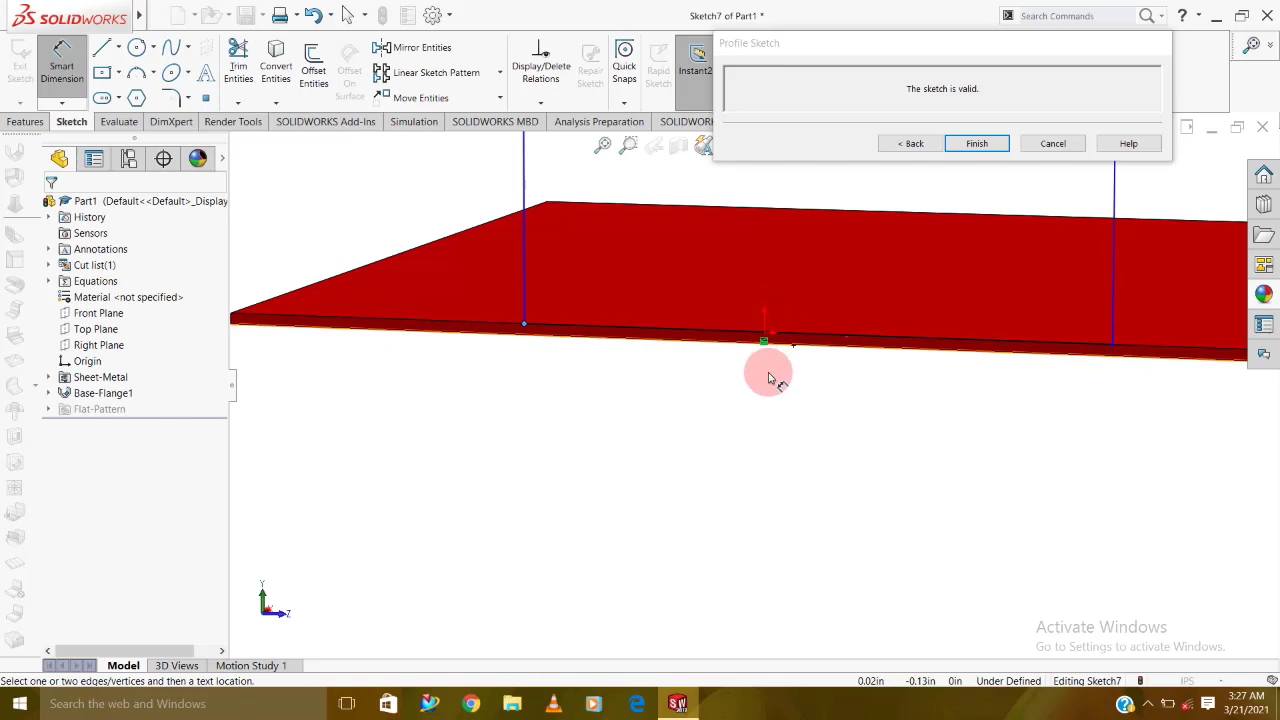 SOLIDWORKS
Sketch7 of Part1 *
Search Commands
Exit Sketch
Smart Dimension
Trim Entities
Convert Entities
Offset Entities
Offset On Surface
Mirror Entities
Linear Sketch Pattern
Move Entities
Display/Delete Relations
Repair Sketch
Quick Snaps
Rapid Sketch
Instant2
Profile Sketch
The sketch is valid.
< Back
Finish
Cancel
Help
Features
Sketch
Evaluate
DimXpert
Render Tools
SOLIDWORKS Add-Ins
Simulation
SOLIDWORKS MBD
Analysis Preparation
SOLIDWO
Part1 (Default<<Default>_Display
History
Sensors
Annotations
Cut list(1)
Equations
Material <not specified>
Front Plane
Top Plane
Right Plane
Origin
Sheet-Metal
Base-Flange1
Flat-Pattern
Y
Z
Activate Windows
Go to Settings to activate Windows.
Model
3D Views
Motion Study 1
Select one or two edges/vertices and then a text location.
0.02in
-0.13in
0in
Under Defined
Editing Sketch7
IPS
Search the web and Windows
3:27 AM
3/21/2021